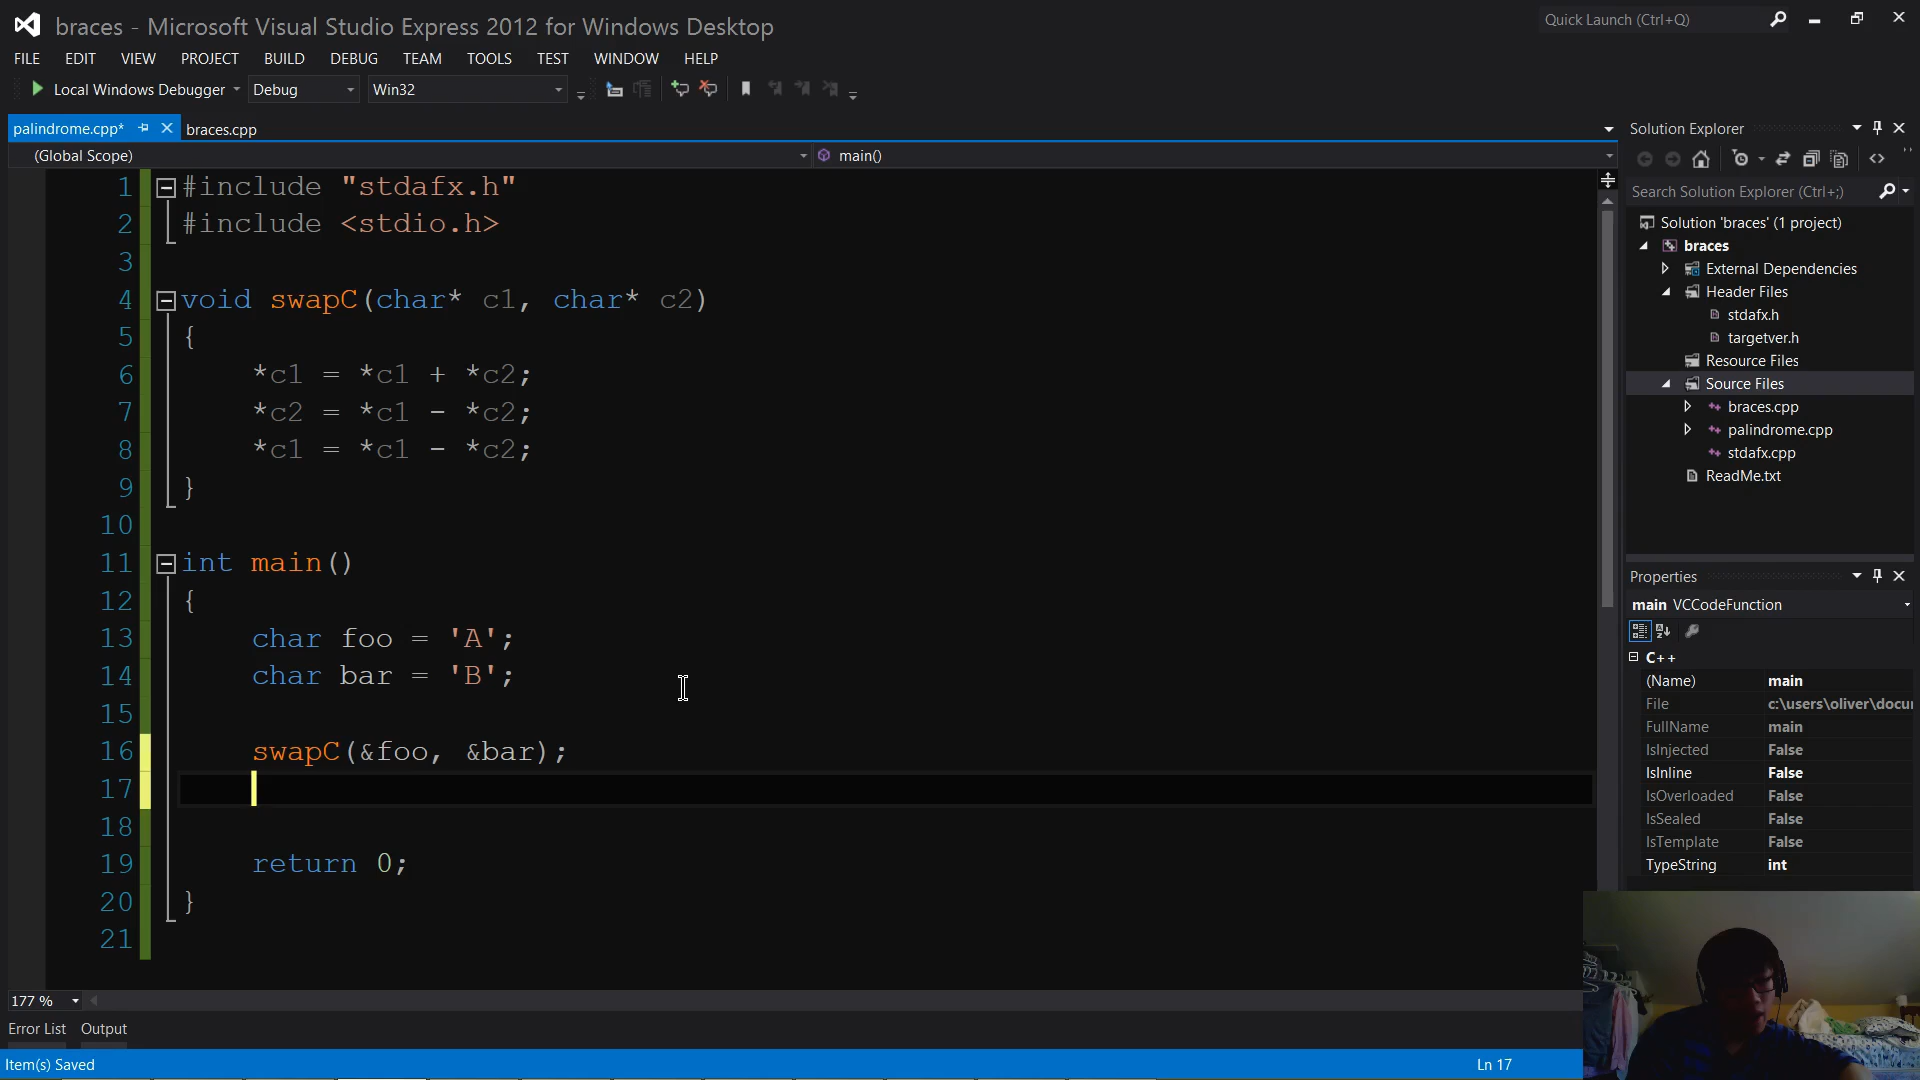 braces - Microsoft Visual Studio Express 2012 for Windows Desktop
Quick Launch (Ctrl+Q)
FILE EDIT VIEW PROJECT BUILD DEBUG TEAM TOOLS TEST WINDOW HELP
Local Windows Debugger Debug Win32
palindrome.cpp* braces.cpp
(Global Scope) main()
1 #include "stdafx.h"
2 #include <stdio.h>
3
4 void swapC(char* c1, char* c2)
5 {
6 *c1 = *c1 + *c2;
7 *c2 = *c1 - *c2;
8 *c1 = *c1 - *c2;
9 }
10
11 int main()
12 {
13 char foo = 'A';
14 char bar = 'B';
15
16 swapC(&foo, &bar);
17
18
19 return 0;
20 }
21
177 %
Error List Output
Item(s) Saved
Ln 17
Solution Explorer
Search Solution Explorer (Ctrl+;)
Solution 'braces' (1 project)
braces
External Dependencies
Header Files
stdafx.h
targetver.h
Resource Files
Source Files
braces.cpp
palindrome.cpp
stdafx.cpp
ReadMe.txt
Properties
main VCCodeFunction
C++
(Name) main
File c:\users\oliver\docu
FullName main
IsInjected False
IsInline False
IsOverloaded False
IsSealed False
IsTemplate False
TypeString int